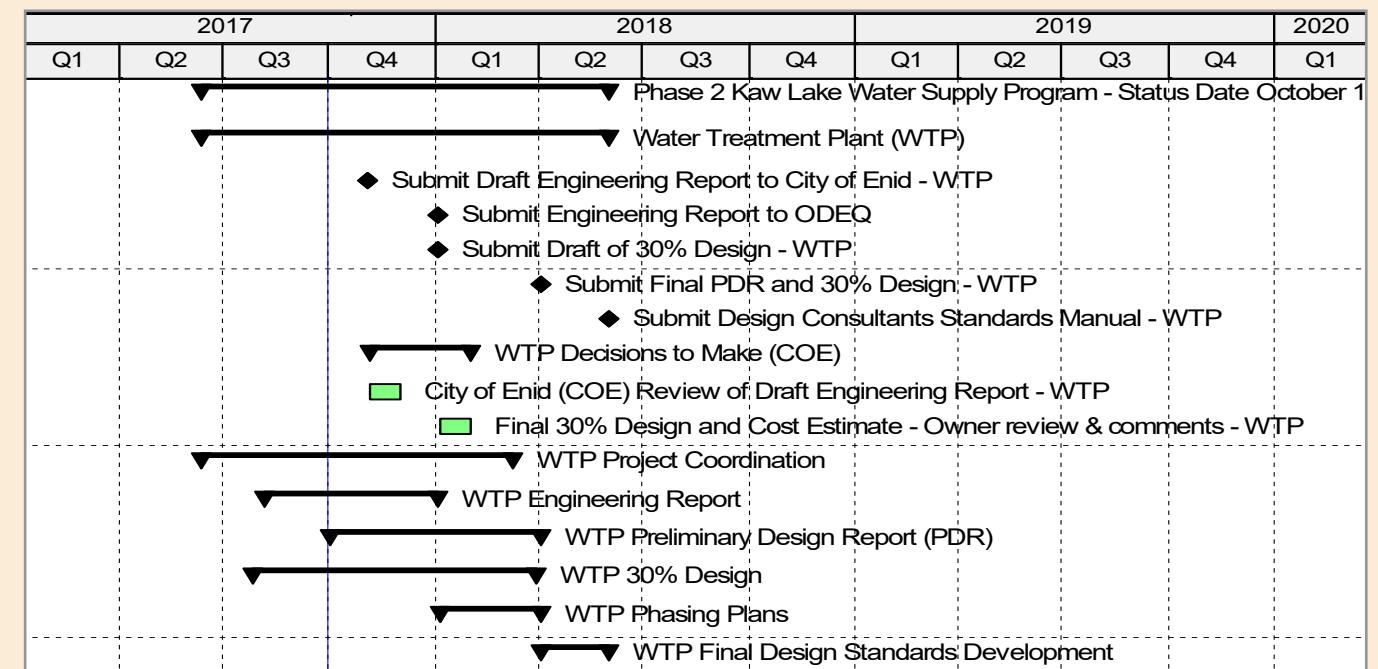 2017 2018 2019 2020
Q1 Q2 Q3 Q4 Q1 Q2 Q3 Q4 Q1 Q2 Q3 Q4 Q1
Phase 2 Kaw Lake Water Supply Program - Status Date October 1
Water Treatment Plant (WTP)
Submit Draft Engineering Report to City of Enid - WTP
Submit Engineering Report to ODEQ
Submit Draft of 30% Design - WTP
Submit Final PDR and 30% Design - WTP
Submit Design Consultants Standards Manual - WTP
WTP Decisions to Make (COE)
City of Enid (COE) Review of Draft Engineering Report - WTP
Final 30% Design and Cost Estimate - Owner review & comments - WTP
WTP Project Coordination
WTP Engineering Report
WTP Preliminary Design Report (PDR)
WTP 30% Design
WTP Phasing Plans
WTP Final Design Standards Development